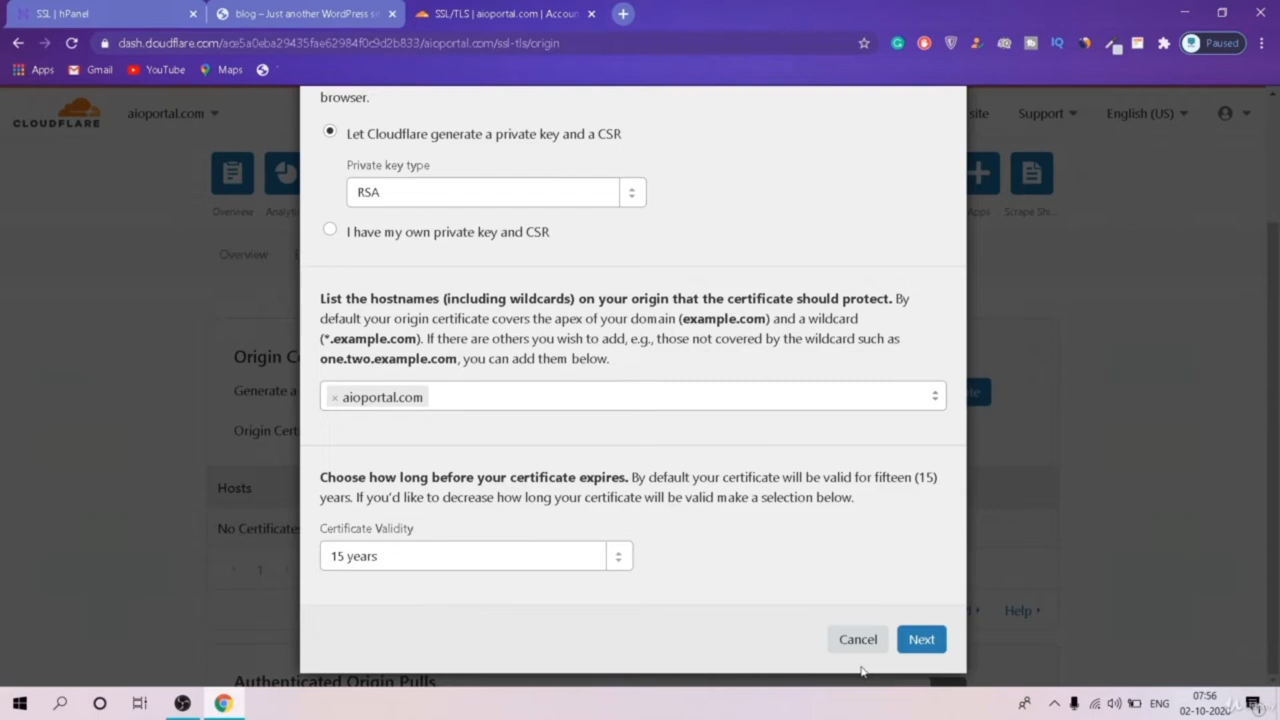 SSL | hPanel
blog – Just another WordPress
SSL/TLS | aioportal.com | Accoun
dash.cloudflare.com/ace5a0eba29435fae62984f0c9d2b833/aioportal.com/ssl-tls/origin
Paused
Apps
Gmail
YouTube
Maps
browser.
CLOUDFLARE
aioportal.com
site
Support
English (US)
Let Cloudflare generate a private key and a CSR
Private key type
RSA
Overview
Apps
Scrape Shi...
I have my own private key and CSR
Overview
List the hostnames (including wildcards) on your origin that the certificate should protect. By
default your origin certificate covers the apex of your domain (example.com) and a wildcard
(*.example.com). If there are others you wish to add, e.g., those not covered by the wildcard such as
one.two.example.com, you can add them below.
Origin C
Generate a
× aioportal.com
Origin Cert
Choose how long before your certificate expires. By default your certificate will be valid for fifteen (15)
years. If you'd like to decrease how long your certificate will be valid make a selection below.
Hosts
Certificate Validity
No Certificates
15 years
1
Help
Cancel
Next
Authenticated Origin Pulls
ENG
07:56
02-10-2020